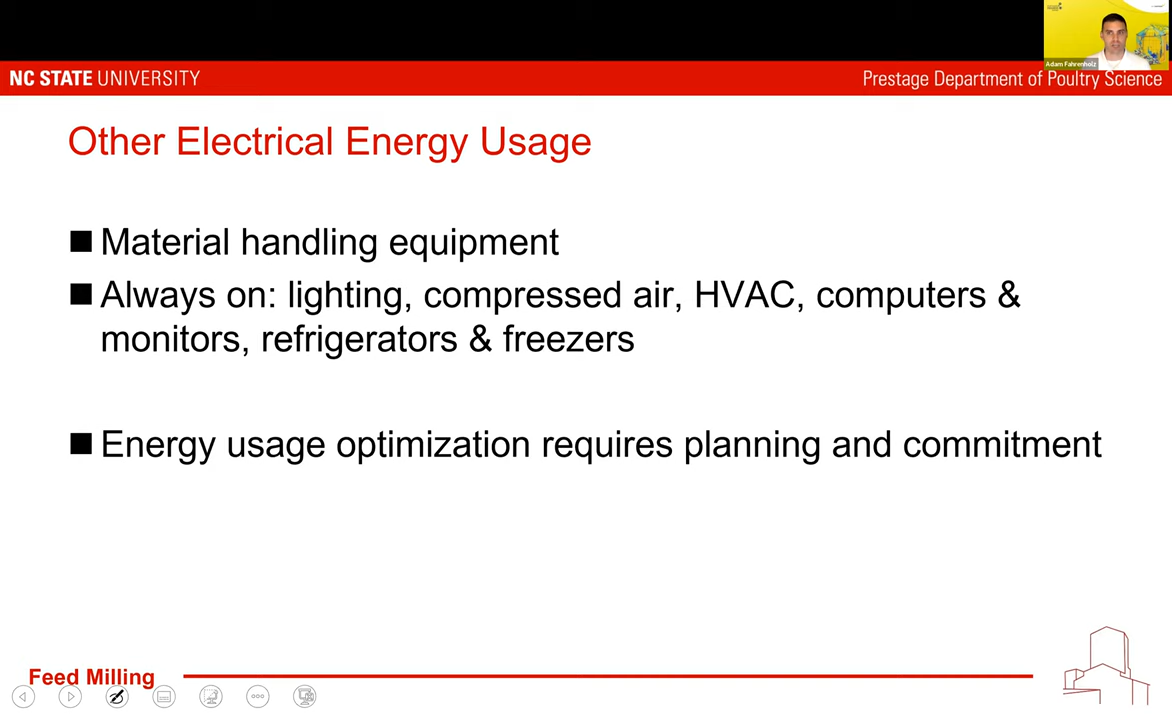 Adam Fahrenholz
NC STATE UNIVERSITY
Prestage Department of Poultry Science
Other Electrical Energy Usage
Material handling equipment
Always on: lighting, compressed air, HVAC, computers &
monitors, refrigerators & freezers
Energy usage optimization requires planning and commitment
Feed Milling